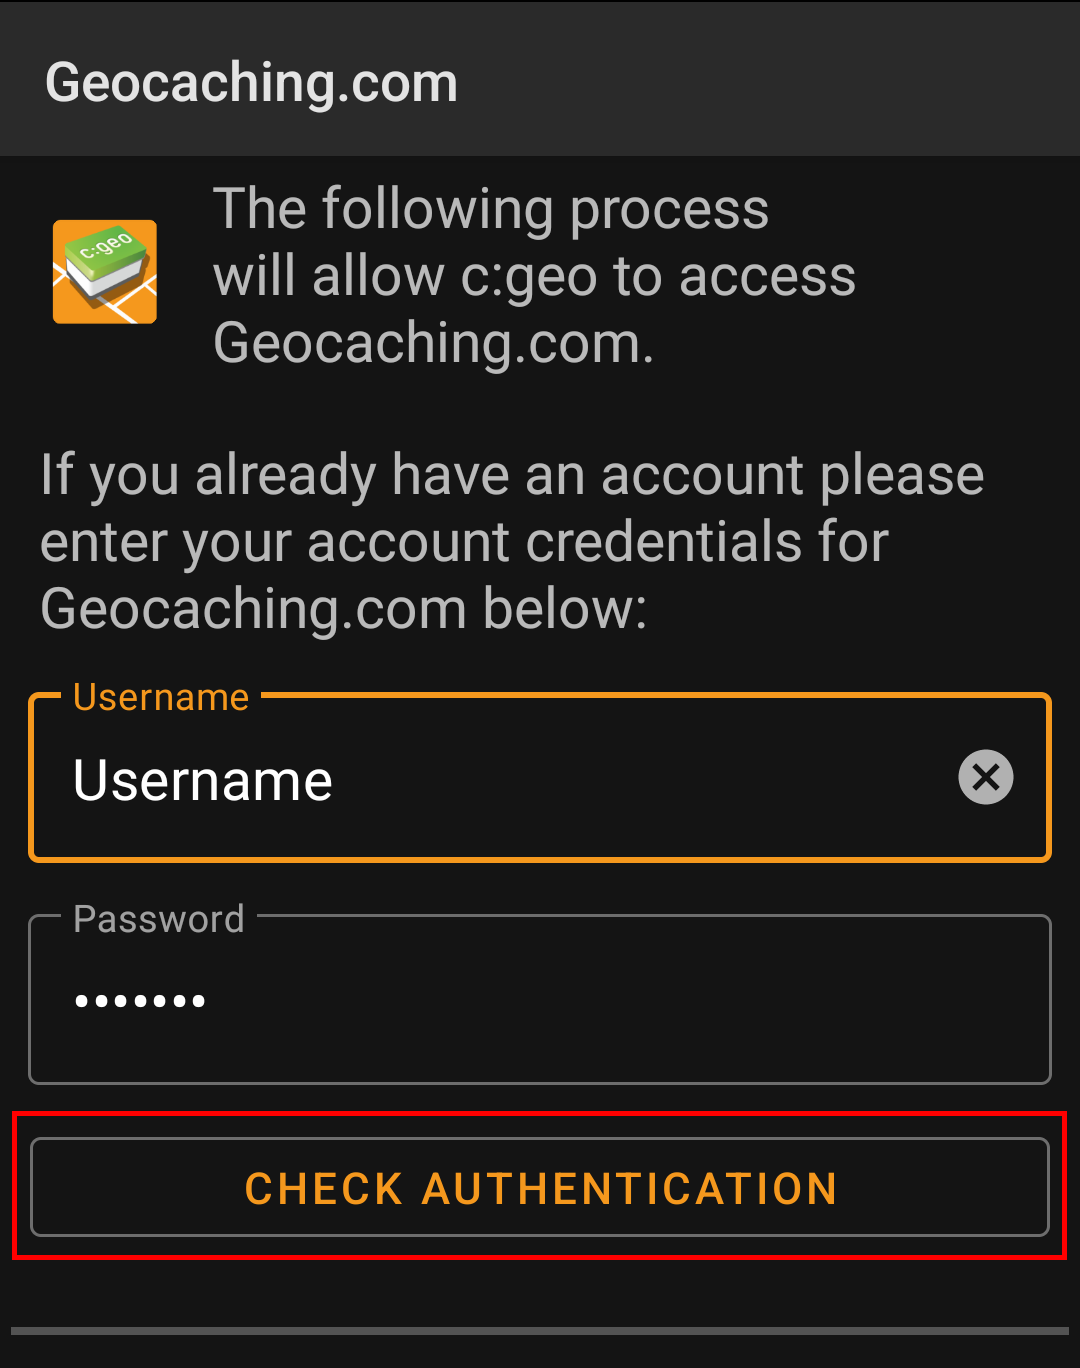 Geocaching.com
c:geo
The following process
will allow c:geo to access
Geocaching.com.
If you already have an account please
enter your account credentials for
Geocaching.com below:
Username
Username
Password
•••••••
CHECK AUTHENTICATION